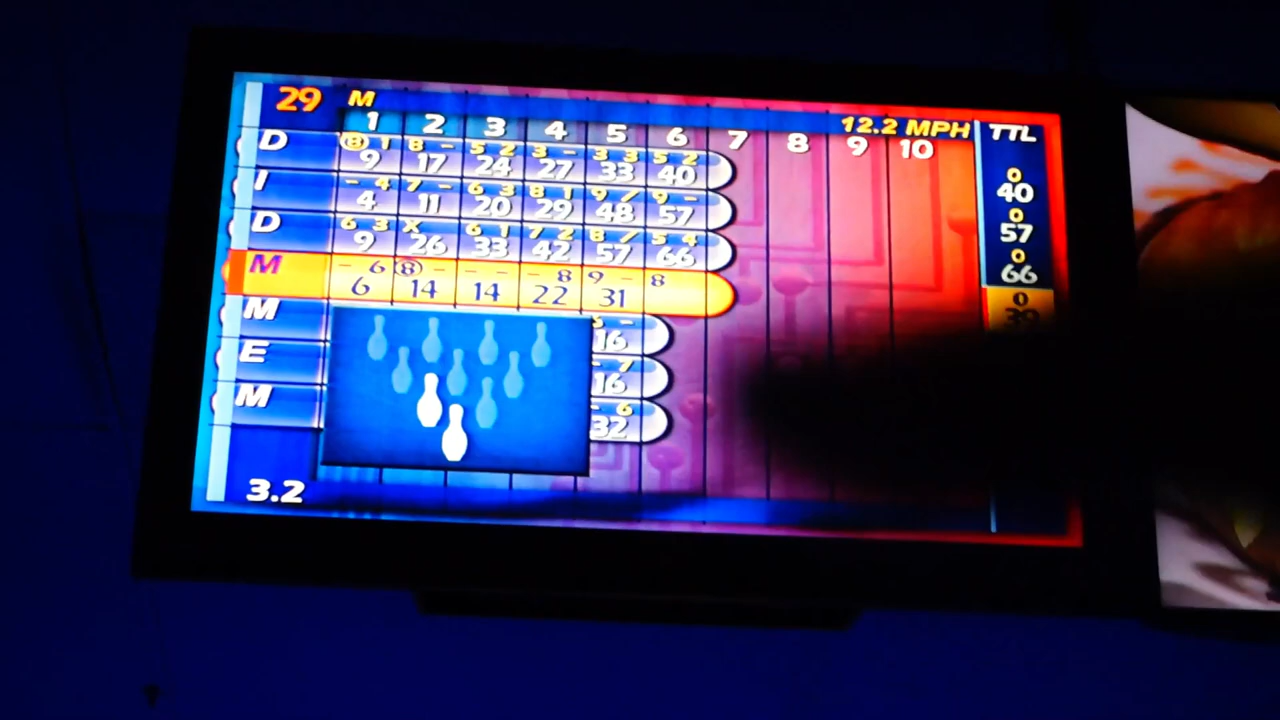 29 M 12.2 MPH TTL
1 2 3 4 5 6 7 8 9 10
D 8 1 8 - 5 2 3 - 3 3 5 2 0
9 17 24 27 33 40 40
I - 4 7 - 6 3 8 1 9 / 9 - 0
4 11 20 29 48 57 57
D 6 3 X 6 1 7 2 8 / 5 4 0
9 26 33 42 57 66 66
M - 6 8 - - - - 8 9 - 8 0
6 14 14 22 31 39
M -
16
E - 7
16
M - 6
32
3.2